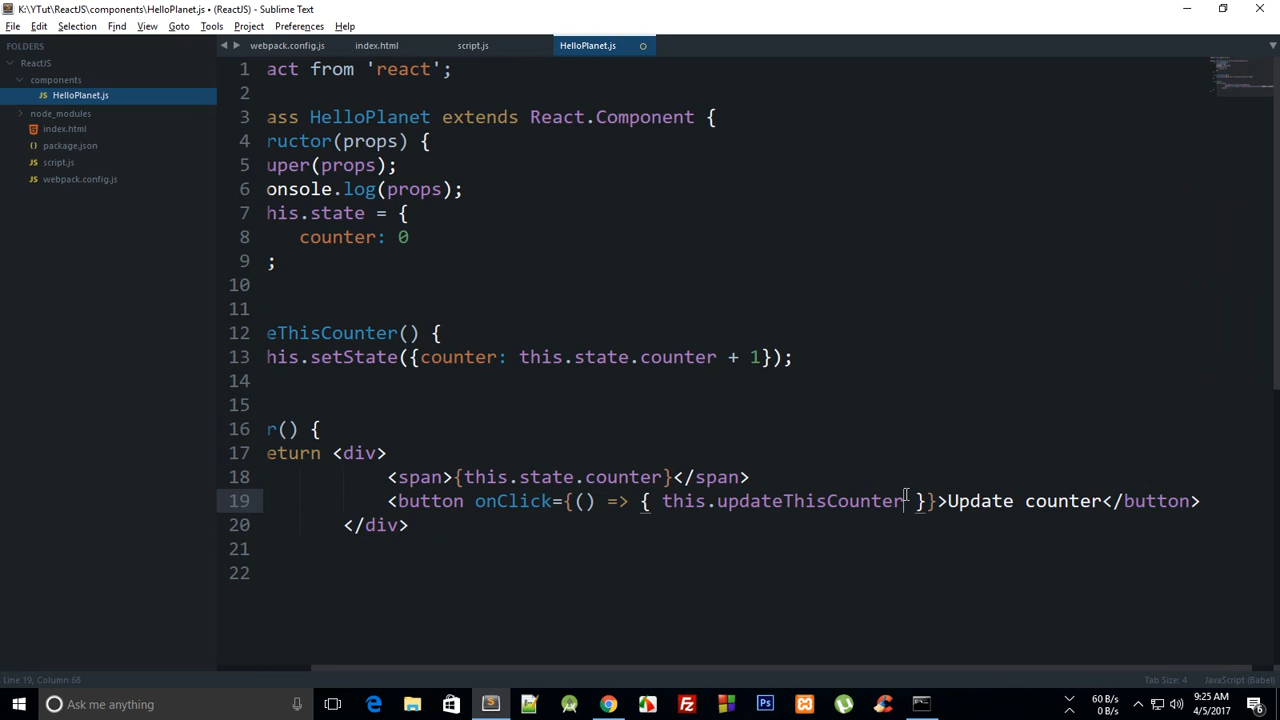 K:\YTut\ReactJS\components\HelloPlanet.js • (ReactJS) - Sublime Text
File Edit Selection Find View Goto Tools Project Preferences Help
FOLDERS
ReactJS
components
HelloPlanet.js
node_modules
index.html
package.json
script.js
webpack.config.js
webpack.config.js index.html script.js HelloPlanet.js
1 act from 'react';
2
3 ass HelloPlanet extends React.Component {
4 ructor(props) {
5 uper(props);
6 onsole.log(props);
7 his.state = {
8 counter: 0
9 ;
10
11
12 eThisCounter() {
13 his.setState({counter: this.state.counter + 1});
14
15
16 r() {
17 eturn <div>
18 <span>{this.state.counter}</span>
19 <button onClick={() => { this.updateThisCounter }}>Update counter</button>
20 </div>
21
22
Line 19, Column 68
Tab Size: 4
JavaScript (Babel)
Ask me anything
60 B/s
0 B/s
9:25 AM
4/5/2017
6